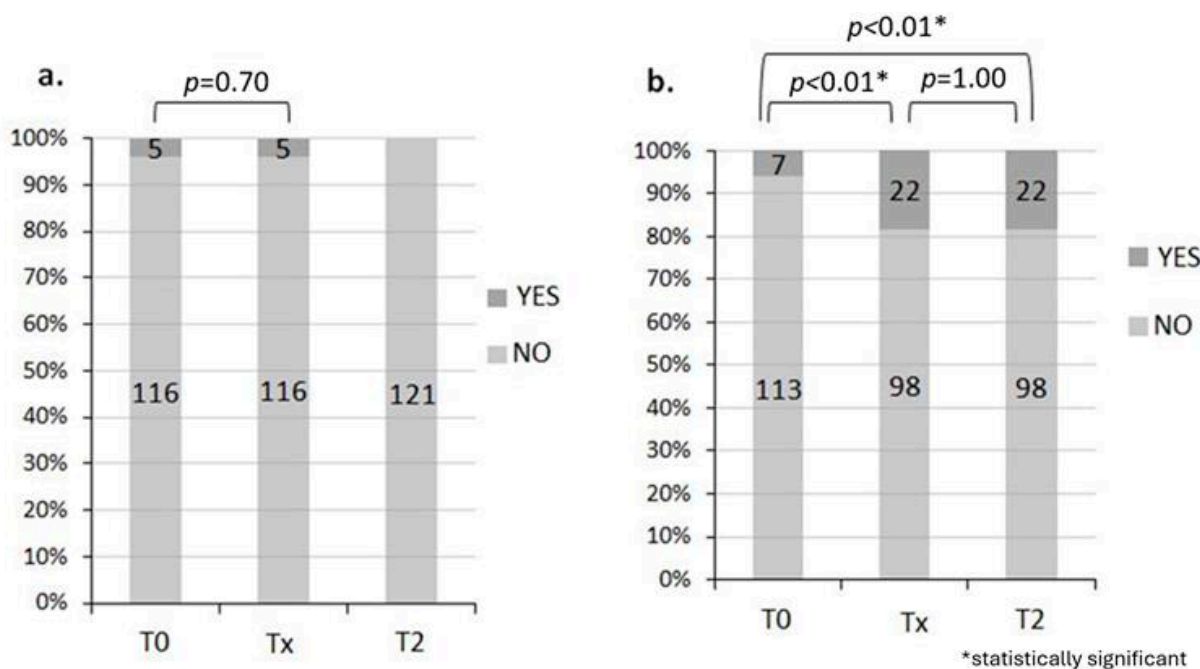 a.
p=0.70
100%
90%
80%
70%
60%
50%
40%
30%
20%
10%
0%
5
5
116
116
121
T0
Tx
T2
YES
NO
b.
p<0.01*
p<0.01*
p=1.00
100%
90%
80%
70%
60%
50%
40%
30%
20%
10%
0%
7
22
22
113
98
98
T0
Tx
T2
YES
NO
*statistically significant